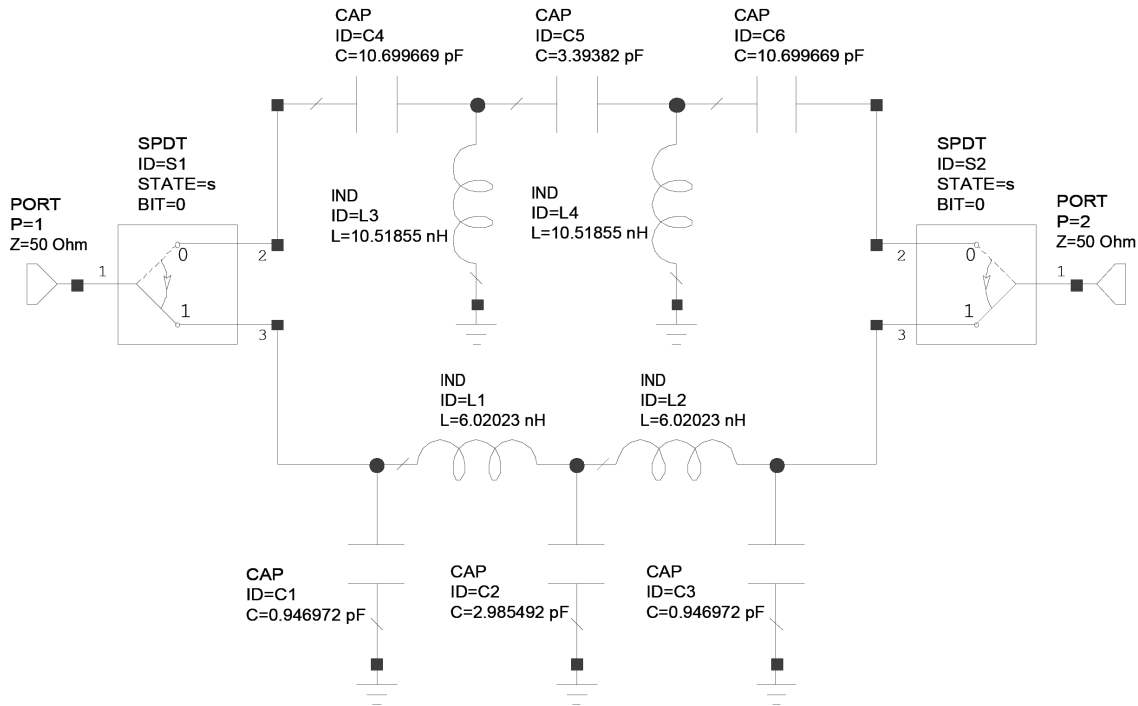 CAP
ID=C4
C=10.699669 pF
CAP
ID=C5
C=3.39382 pF
CAP
ID=C6
C=10.699669 pF
SPDT
ID=S1
STATE=s
BIT=0
IND
ID=L3
L=10.51855 nH
IND
ID=L4
L=10.51855 nH
SPDT
ID=S2
STATE=s
BIT=0
PORT
P=1
Z=50 Ohm
PORT
P=2
Z=50 Ohm
1
0
2
1
3
2
0
1
3
1
IND
ID=L1
L=6.02023 nH
IND
ID=L2
L=6.02023 nH
CAP
ID=C1
C=0.946972 pF
CAP
ID=C2
C=2.985492 pF
CAP
ID=C3
C=0.946972 pF